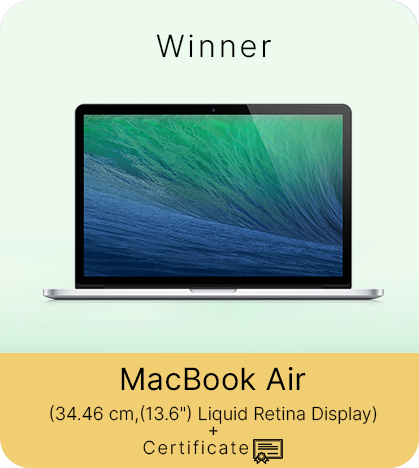 Winner
MacBook Air
(34.46 cm,(13.6") Liquid Retina Display)
+
Certificate